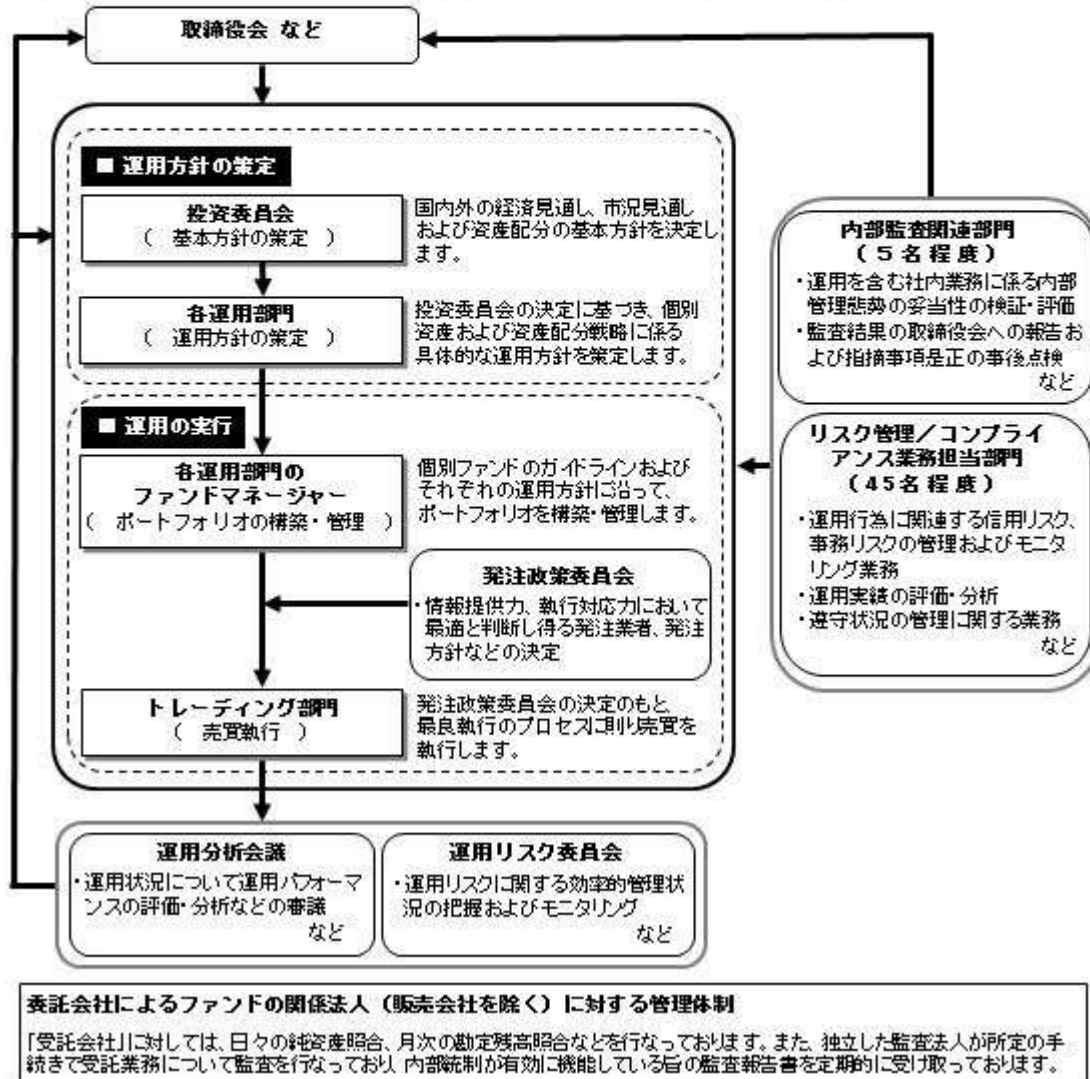 取締役会 など
■ 運用方針の策定
投資委員会
( 基本方針の策定 )
国内外の経済見通し、市況見通し
および資産配分の基本方針を決定し
ます。
各運用部門
( 運用方針の策定 )
投資委員会の決定に基づき、個別
資産および資産配分戦略に係る
具体的な運用方針を策定します。
■ 運用の実行
各運用部門の
ファンドマネージャー
( ポートフォリオの構築・管理 )
個別ファンドのガイドラインおよび
それぞれの運用方針に沿って、
ポートフォリオを構築・管理します。
発注政策委員会
・情報提供力、執行対応力において
最適と判断し得る発注業者、発注
方針などの決定
トレーディング部門
( 売買執行 )
発注政策委員会の決定のもと
最良執行のプロセスに則り売買を
執行します。
内部監査関連部門
(5名程度)
・運用を含む社内業務に係る内部
管理態勢の妥当性の検証・評価
・監査結果の取締役会への報告お
よび指摘事項是正の事後点検
など
リスク管理/コンプライ
アンス業務担当部門
(45名程度)
・運用行為に関連する信用リスク、
事務リスクの管理およびモニタ
リング業務
・運用実績の評価・分析
・遵守状況の管理に関する業務
など
運用分析会議
・運用状況について運用パフォーマ
ンスの評価・分析などの審議
など
運用リスク委員会
・運用リスクに関する効率的管理状
況の把握およびモニタリング
など
委託会社によるファンドの関係法人(販売会社を除く)に対する管理体制
「受託会社」に対しては、日々の純資産照合、月次の勘定残高照合などを行なっております。また、独立した監査法人が所定の手
続きで受託業務について監査を行なっており、内部統制が有効に機能している旨の監査報告書を定期的に受け取っております。